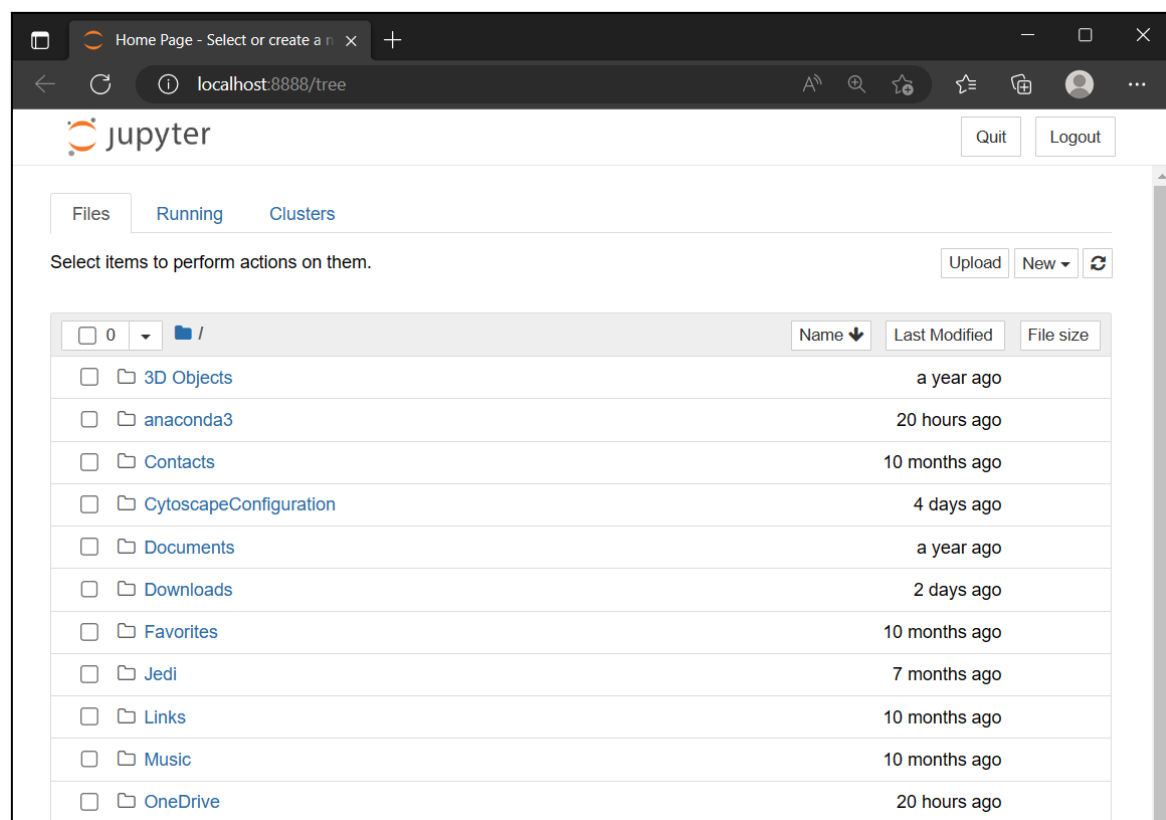 Home Page - Select or create a n
localhost:8888/tree
jupyter
Quit Logout
Files Running Clusters
Select items to perform actions on them.
Upload New
0 /
Name Last Modified File size
3D Objects a year ago
anaconda3 20 hours ago
Contacts 10 months ago
CytoscapeConfiguration 4 days ago
Documents a year ago
Downloads 2 days ago
Favorites 10 months ago
Jedi 7 months ago
Links 10 months ago
Music 10 months ago
OneDrive 20 hours ago